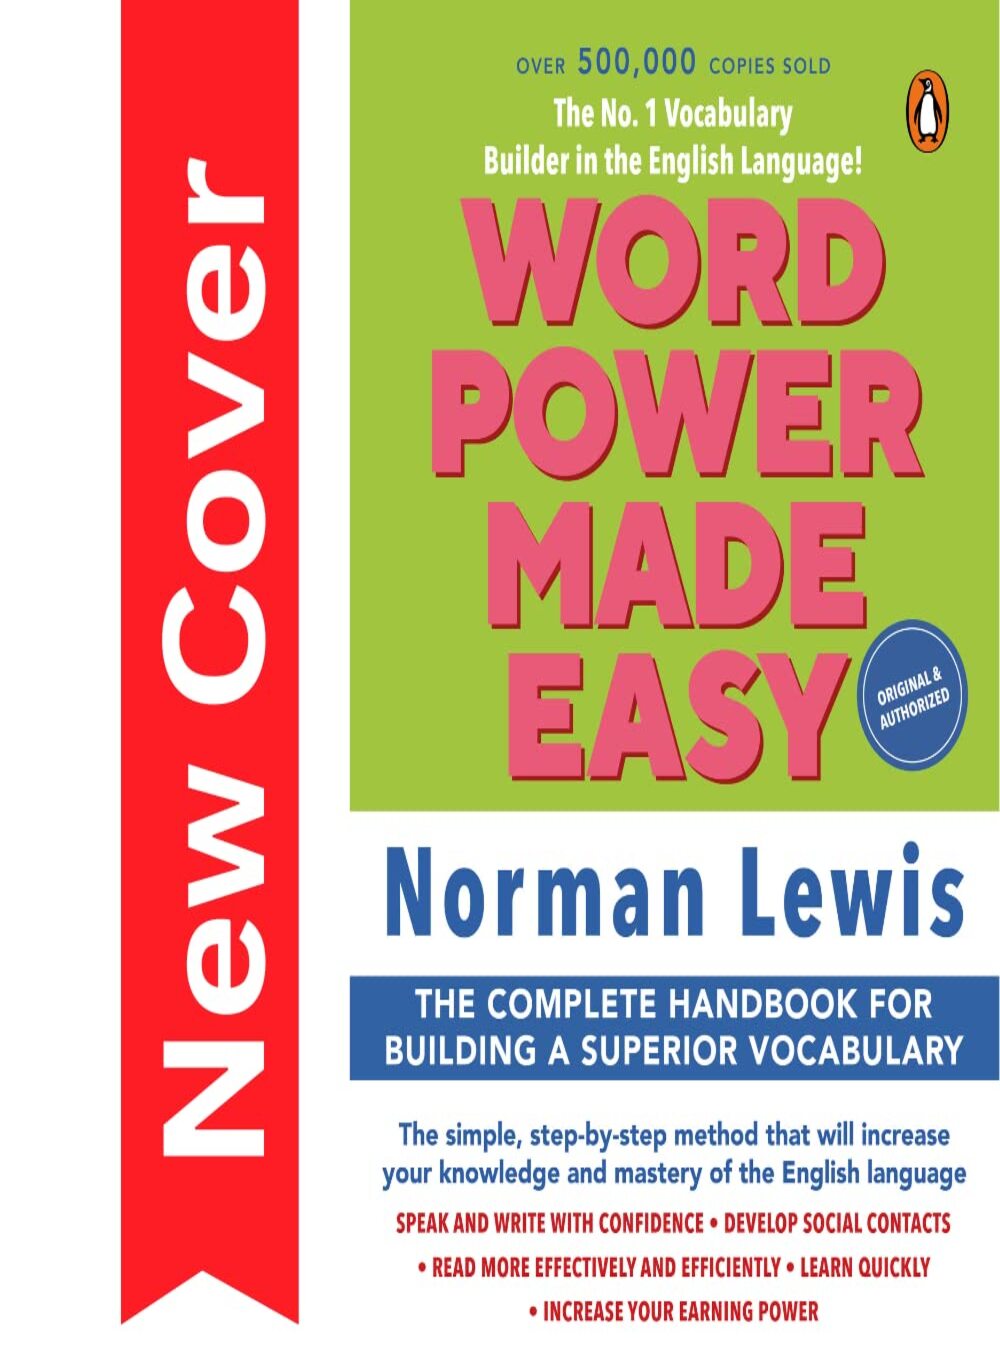 New Cover
OVER 500,000 COPIES SOLD
The No. 1 Vocabulary
Builder in the English Language!
WORD
POWER
MADE
EASY
ORIGINAL &
AUTHORIZED
Norman Lewis
THE COMPLETE HANDBOOK FOR
BUILDING A SUPERIOR VOCABULARY
The simple, step-by-step method that will increase
your knowledge and mastery of the English language
SPEAK AND WRITE WITH CONFIDENCE • DEVELOP SOCIAL CONTACTS
• READ MORE EFFECTIVELY AND EFFICIENTLY • LEARN QUICKLY
• INCREASE YOUR EARNING POWER